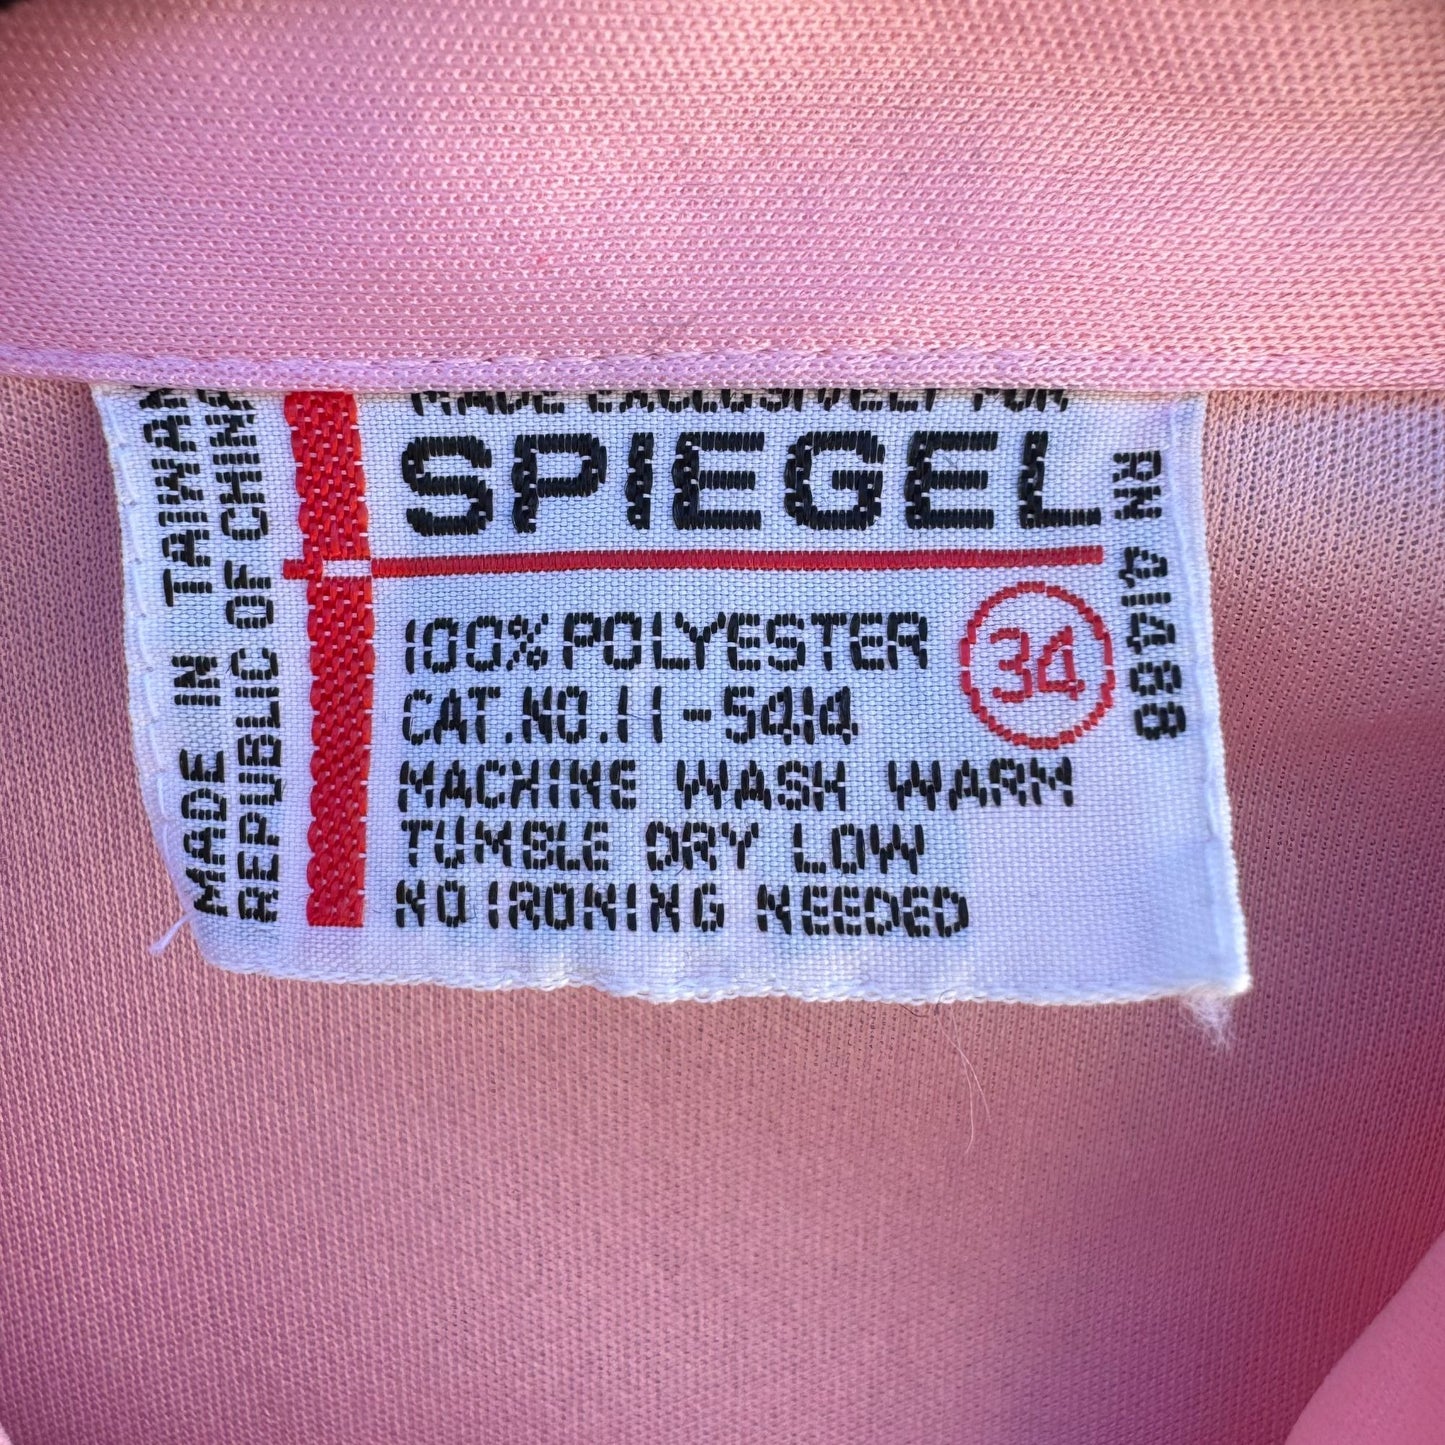 MADE EXCLUSIVELY FOR
SPIEGEL
100% POLYESTER
CAT.NO.11-5414
MACHINE WASH WARM
TUMBLE DRY LOW
NO IRONING NEEDED
34
RN 41488
MADE IN TAIWAN
REPUBLIC OF CHINA